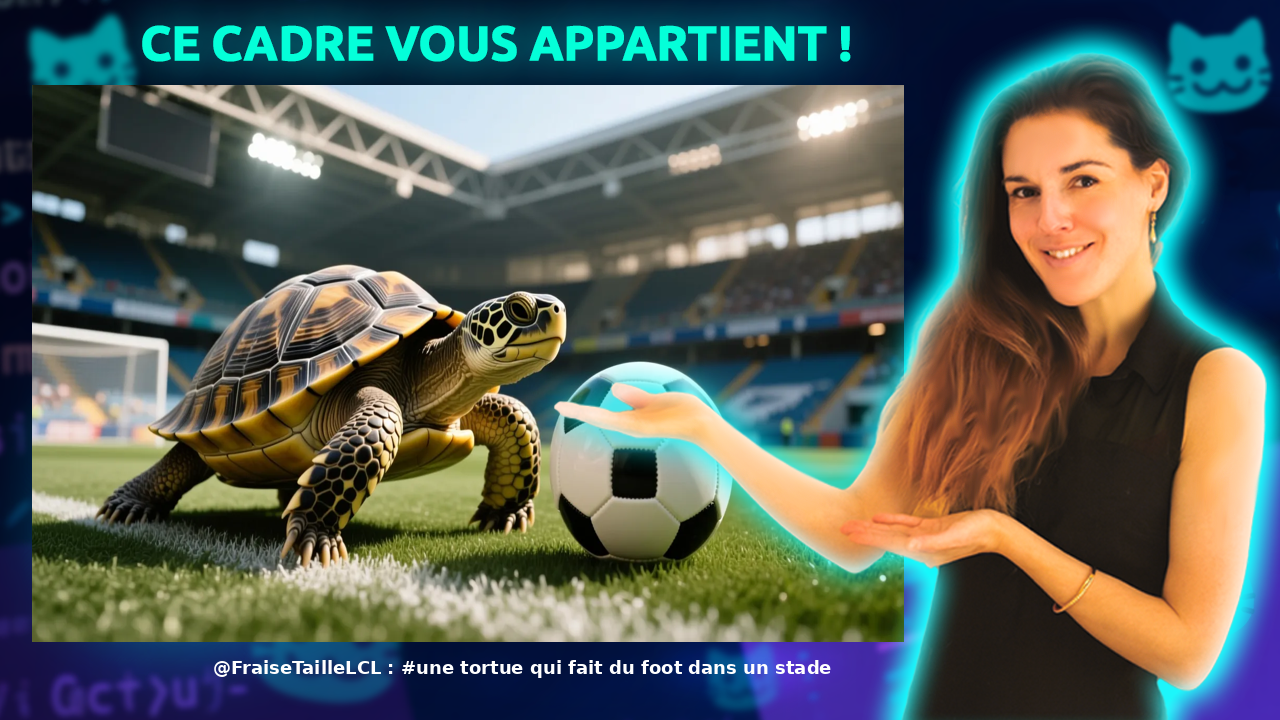 CE CADRE VOUS APPARTIENT !
@FraiseTailleLCL : #une tortue qui fait du foot dans un stade